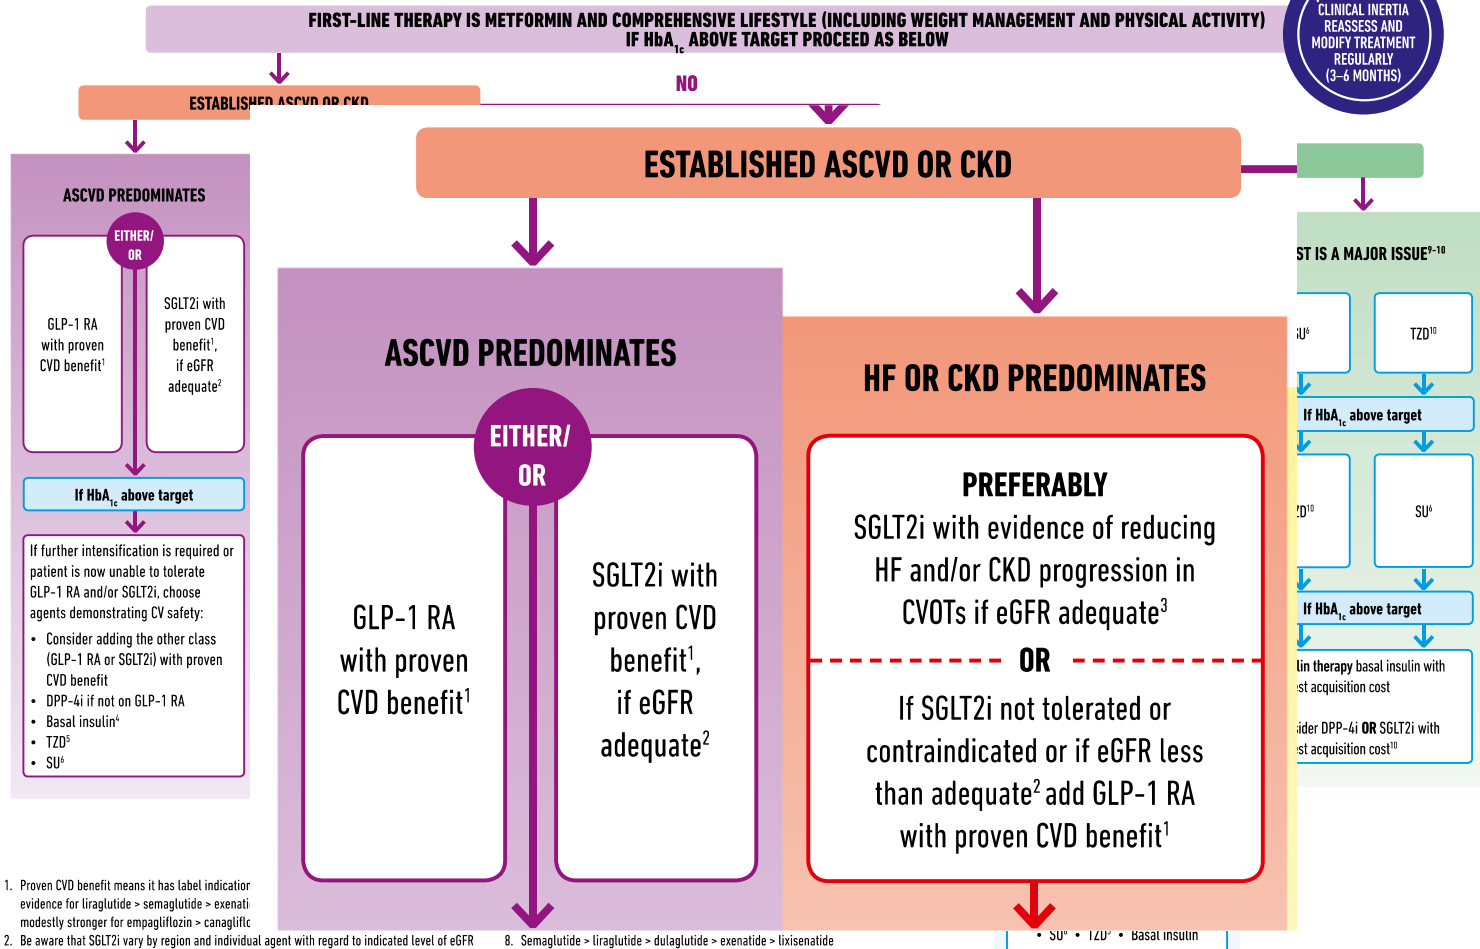 FIRST-LINE THERAPY IS METFORMIN AND COMPREHENSIVE LIFESTYLE (INCLUDING WEIGHT MANAGEMENT AND PHYSICAL ACTIVITY)
IF HbA1c ABOVE TARGET PROCEED AS BELOW
CLINICAL INERTIA
REASSESS AND
MODIFY TREATMENT
REGULARLY
(3–6 MONTHS)
NO
ESTABLISHED ASCVD OR CKD
ASCVD PREDOMINATES
EITHER/
OR
GLP-1 RA
with proven
CVD benefit¹
SGLT2i with
proven CVD
benefit¹,
if eGFR
adequate²
If HbA1c above target
If further intensification is required or
patient is now unable to tolerate
GLP-1 RA and/or SGLT2i, choose
agents demonstrating CV safety:
• Consider adding the other class
(GLP-1 RA or SGLT2i) with proven
CVD benefit
• DPP-4i if not on GLP-1 RA
• Basal insulin⁴
• TZD⁵
• SU⁶
ESTABLISHED ASCVD OR CKD
ASCVD PREDOMINATES
EITHER/
OR
GLP-1 RA
with proven
CVD benefit¹
SGLT2i with
proven CVD
benefit¹,
if eGFR
adequate²
HF OR CKD PREDOMINATES
PREFERABLY
SGLT2i with evidence of reducing
HF and/or CKD progression in
CVOTs if eGFR adequate³
OR
If SGLT2i not tolerated or
contraindicated or if eGFR less
than adequate² add GLP-1 RA
with proven CVD benefit¹
IS A MAJOR ISSUE⁹⁻¹⁰
SU⁶
TZD¹⁰
If HbA1c above target
SU⁶
If HbA1c above target
therapy basal insulin with
acquisition cost
DPP-4i OR SGLT2i with
acquisition cost¹⁰
1. Proven CVD benefit means it has label indication
evidence for liraglutide > semaglutide >
modestly stronger for empagliflozin >
2. Be aware that SGLT2i vary by region and individual agent with regard to indicated level of eGFR
8. Semaglutide > liraglutide > dulaglutide > exenatide > lixisenatide
• SU⁶ • TZD⁵ • Basal insulin